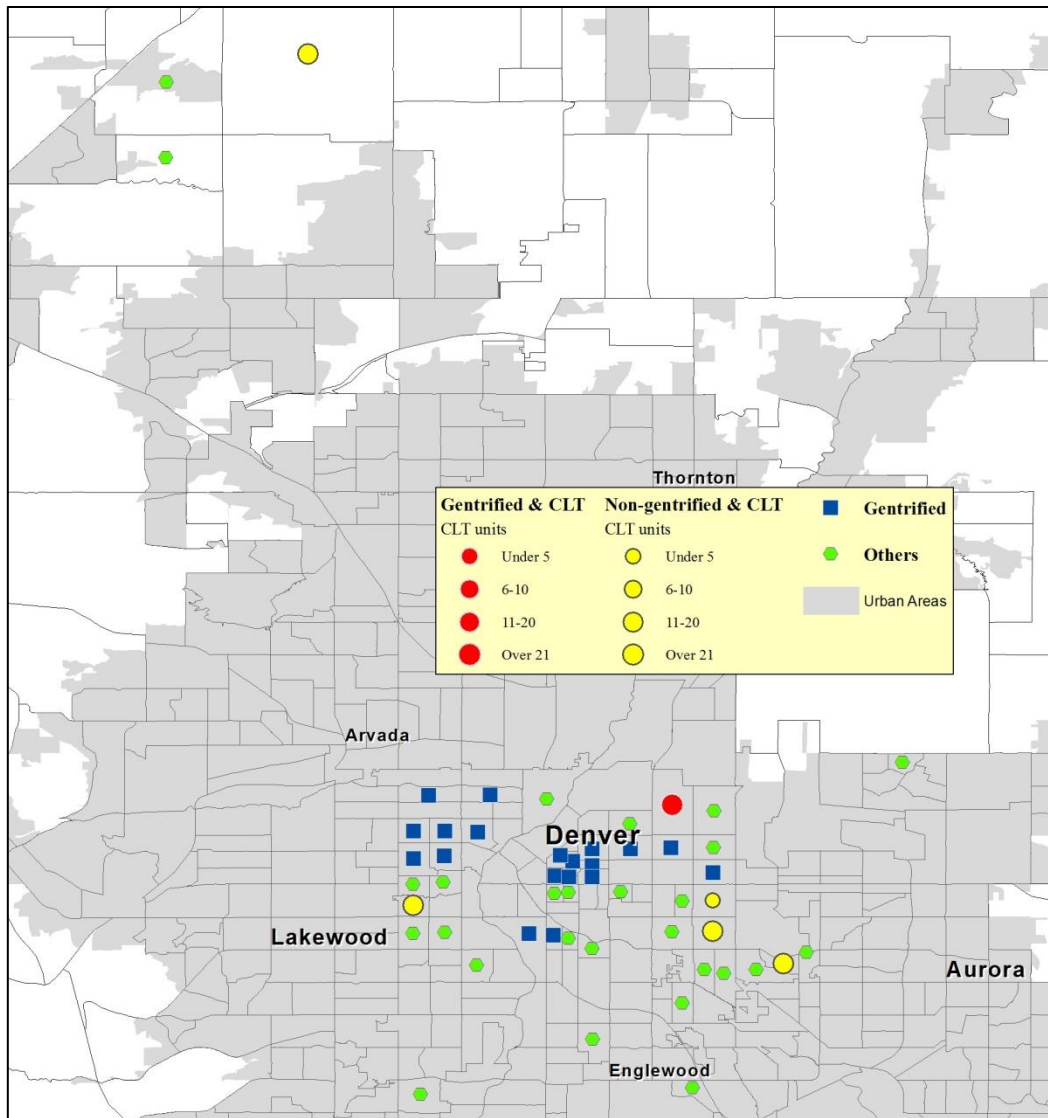 Thornton
Gentrified & CLT
CLT units
Under 5
6-10
11-20
Over 21
Non-gentrified & CLT
CLT units
Under 5
6-10
11-20
Over 21
Gentrified
Others
Urban Areas
Arvada
Denver
Lakewood
Aurora
Englewood